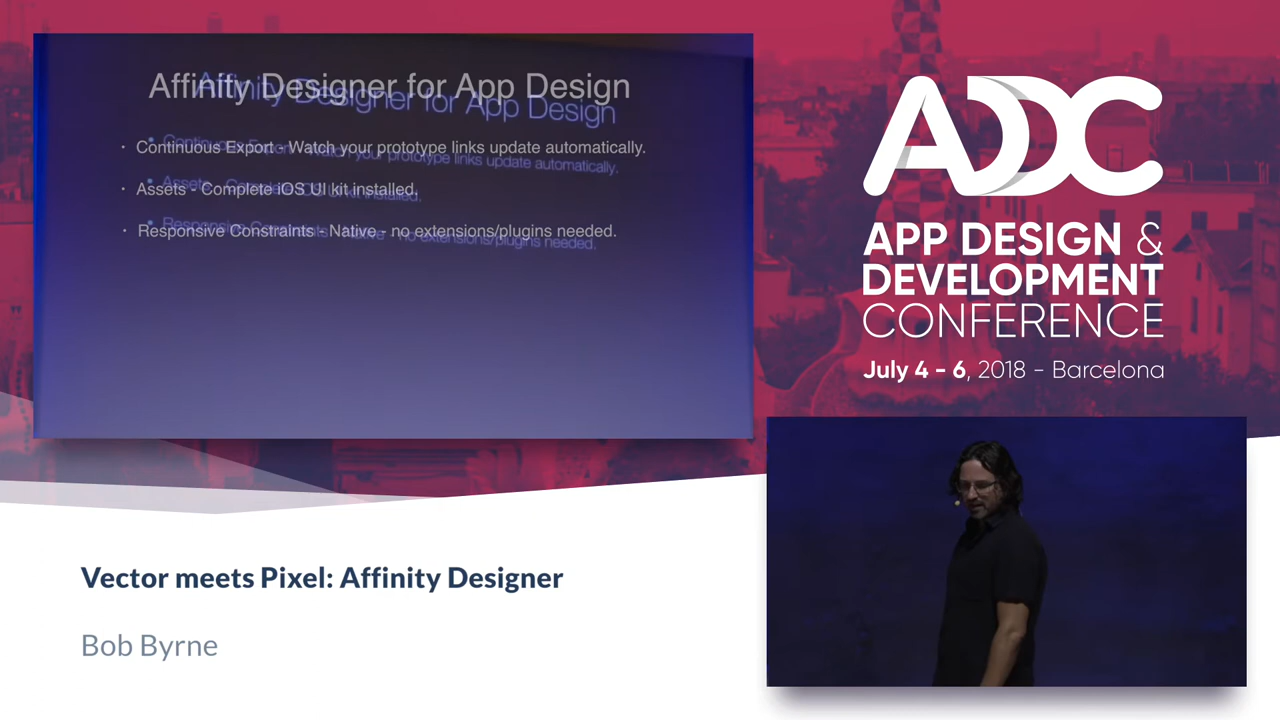 Affinity Designer for App Design
• Continuous Export - Watch your prototype links update automatically.
• Assets - Complete iOS UI kit installed.
• Responsive Constraints - Native - no extensions/plugins needed.
ADC
APP DESIGN &
DEVELOPMENT
CONFERENCE
July 4 - 6, 2018 - Barcelona
Vector meets Pixel: Affinity Designer
Bob Byrne